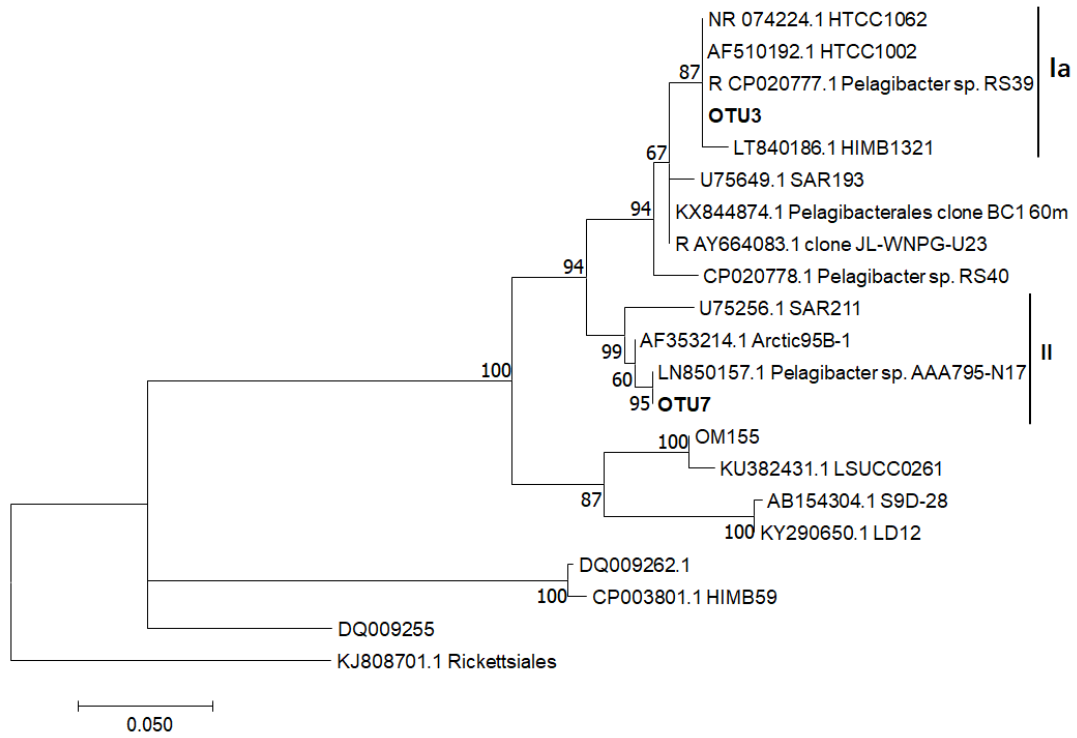 NR 074224.1 HTCC1062
AF510192.1 HTCC1002
Ia
87
R CP020777.1 Pelagibacter sp. RS39
OTU3
LT840186.1 HIMB1321
67
U75649.1 SAR193
94
KX844874.1 Pelagibacterales clone BC1 60m
R AY664083.1 clone JL-WNPG-U23
94
CP020778.1 Pelagibacter sp. RS40
U75256.1 SAR211
AF353214.1 Arctic95B-1
99
II
100
LN850157.1 Pelagibacter sp. AAA795-N17
60
95 OTU7
OM155
100
KU382431.1 LSUCC0261
87
AB154304.1 S9D-28
100
KY290650.1 LD12
DQ009262.1
100
CP003801.1 HIMB59
DQ009255
KJ808701.1 Rickettsiales
0.050